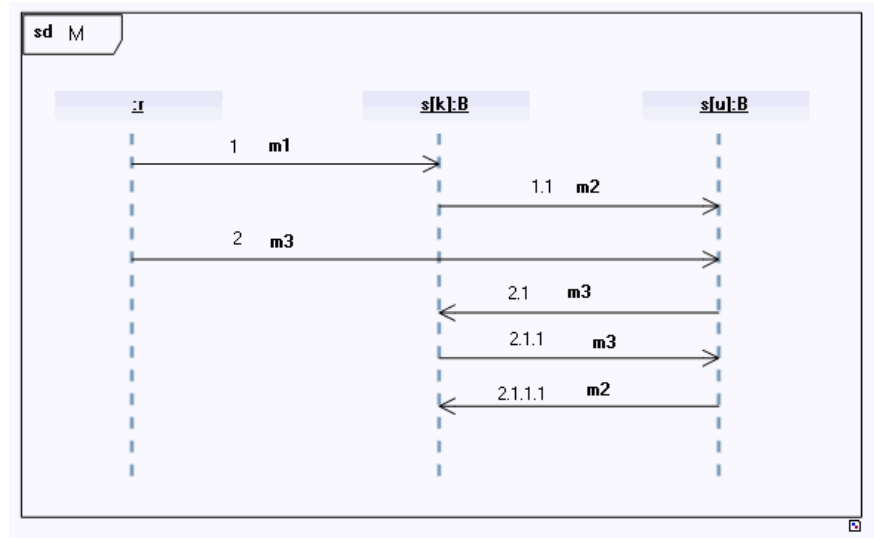 sd M
:r s[k]:B s[u]:B
1 m1
1.1 m2
2 m3
2.1 m3
2.1.1 m3
2.1.1.1 m2